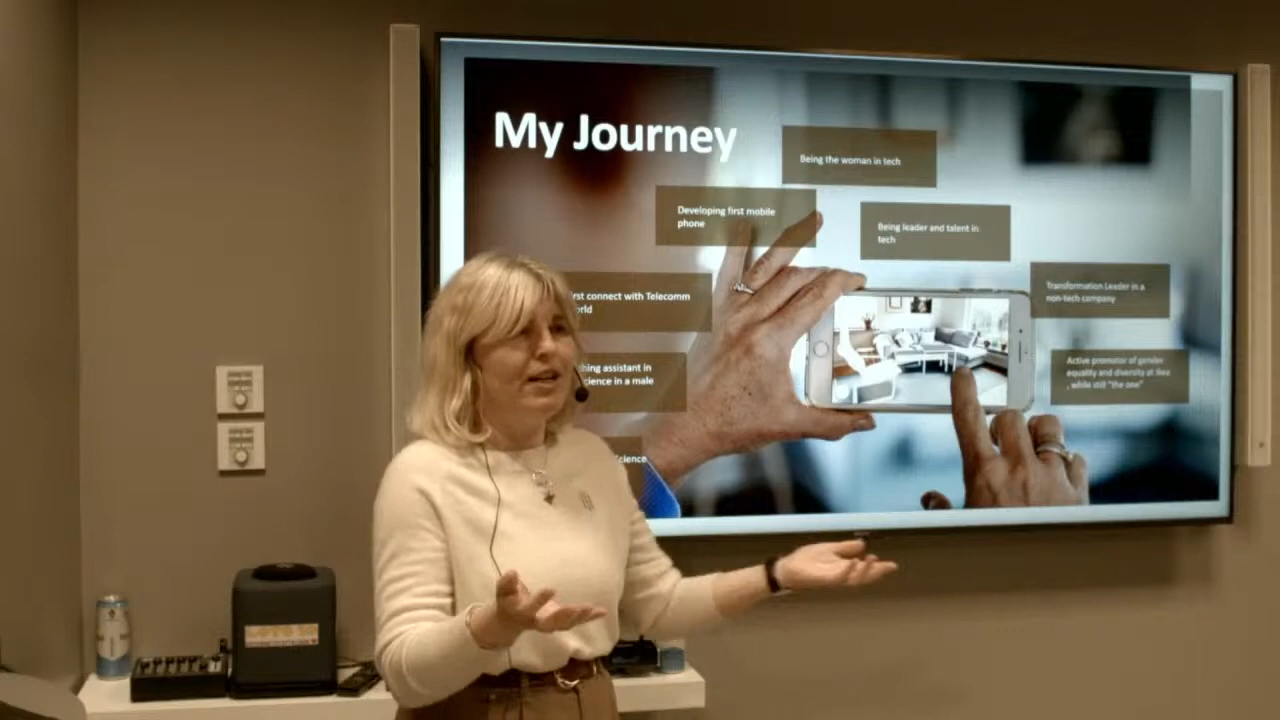 My Journey
Being the woman in tech
Developing first mobile
phone
Being leader and talent in
tech
rst connect with Telecomm
rld
Transformation Leader in a
non-tech company
hing assistant in
cience in a male
Active promotor of gender
equality and diversity at Ikea
, while still "the one"
cience